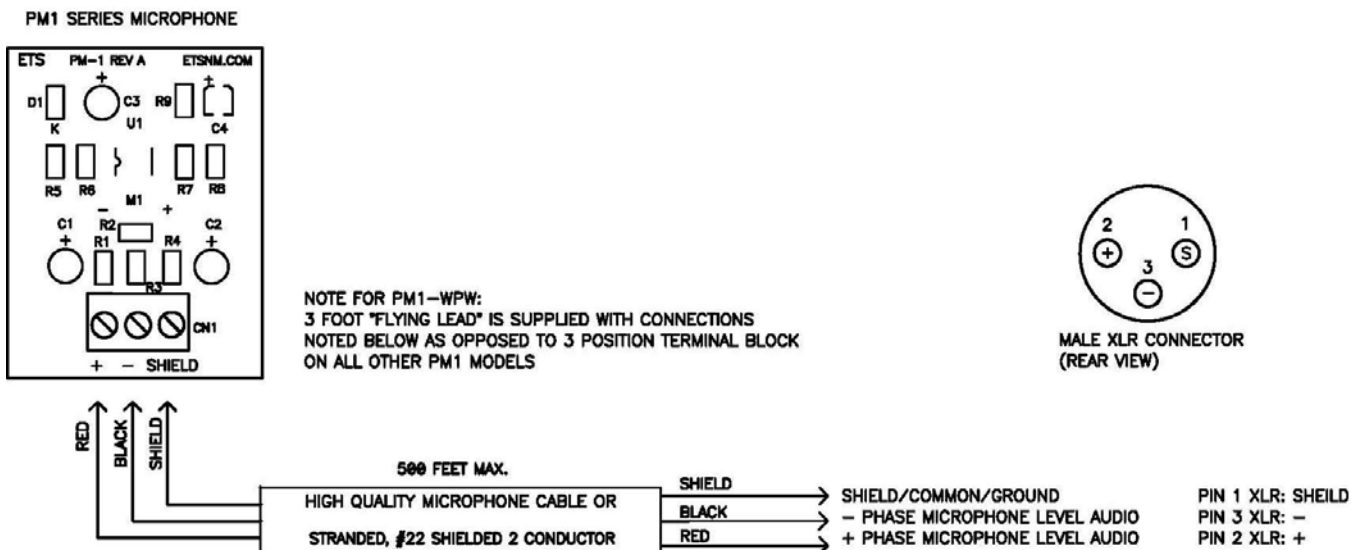 PM1 SERIES MICROPHONE
ETS PM-1 REV A ETSNM.COM
+ +
D1 C3 R9
K U1 C4
R5 R6 R7 R8
M1
- +
C1 R2 C2
+ R1 R4 +
R3
CN1
+ - SHIELD
NOTE FOR PM1-WPW:
3 FOOT "FLYING LEAD" IS SUPPLIED WITH CONNECTIONS
NOTED BELOW AS OPPOSED TO 3 POSITION TERMINAL BLOCK
ON ALL OTHER PM1 MODELS
2 1
+ S
3
-
MALE XLR CONNECTOR
(REAR VIEW)
RED
BLACK
SHIELD
500 FEET MAX.
HIGH QUALITY MICROPHONE CABLE OR
STRANDED, #22 SHIELDED 2 CONDUCTOR
SHIELD
BLACK
RED
SHIELD/COMMON/GROUND PIN 1 XLR: SHEILD
- PHASE MICROPHONE LEVEL AUDIO PIN 3 XLR: -
+ PHASE MICROPHONE LEVEL AUDIO PIN 2 XLR: +